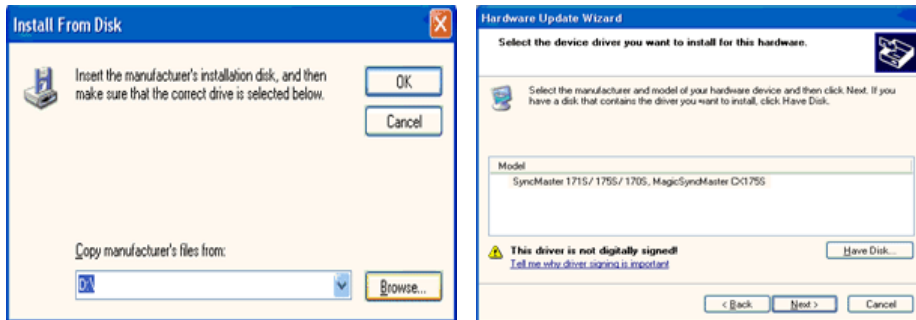 Install From Disk
Insert the manufacturer's installation disk, and then
make sure that the correct drive is selected below.
OK
Cancel
Copy manufacturer's files from:
D:\
Browse...
Hardware Update Wizard
Select the device driver you want to install for this hardware.
Select the manufacturer and model of your hardware device and then click Next. If you
have a disk that contains the driver you want to install, click Have Disk.
Model
SyncMaster 171S/ 175S/ 170S, MagicSyncMaster CX175S
This driver is not digitally signed!
Tell me why driver signing is important
Have Disk...
< Back
Next >
Cancel